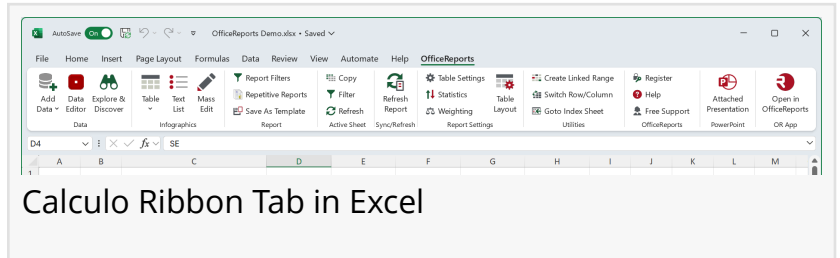 AutoSave On OfficeReports Demo.xlsx • Saved
File Home Insert Page Layout Formulas Data Review View Automate Help OfficeReports
Add Data
Data Editor
Explore & Discover
Data
Table
Text List
Mass Edit
Infographics
Report Filters
Repetitive Reports
Save As Template
Report
Copy
Filter
Refresh
Active Sheet
Refresh Report
Sync/Refresh
Table Settings
Statistics
Weighting
Table Layout
Report Settings
Create Linked Range
Switch Row/Column
Goto Index Sheet
Utilities
Register
Help
Free Support
OfficeReports
Attached Presentation
PowerPoint
Open in OfficeReports
OR App
D4 fx SE
A B C D E F G H I J K L M
1
Calculo Ribbon Tab in Excel